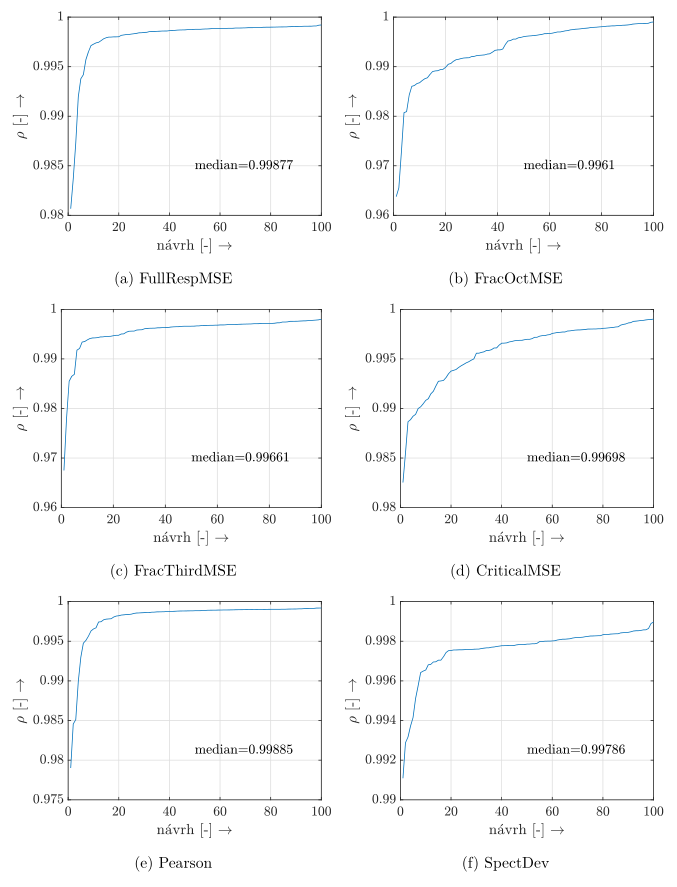 1
0.995
0.99
0.985
0.98
ρ [-] →
median=0.99877
0 20 40 60 80 100
návrh [-] →
(a) FullRespMSE
1
0.99
0.98
0.97
0.96
ρ [-] →
median=0.9961
0 20 40 60 80 100
návrh [-] →
(b) FracOctMSE
1
0.99
0.98
0.97
0.96
ρ [-] →
median=0.99661
0 20 40 60 80 100
návrh [-] →
(c) FracThirdMSE
1
0.995
0.99
0.985
0.98
ρ [-] →
median=0.99698
0 20 40 60 80 100
návrh [-] →
(d) CriticalMSE
1
0.995
0.99
0.985
0.98
0.975
ρ [-] →
median=0.99885
0 20 40 60 80 100
návrh [-] →
(e) Pearson
1
0.998
0.996
0.994
0.992
0.99
ρ [-] →
median=0.99786
0 20 40 60 80 100
návrh [-] →
(f) SpectDev